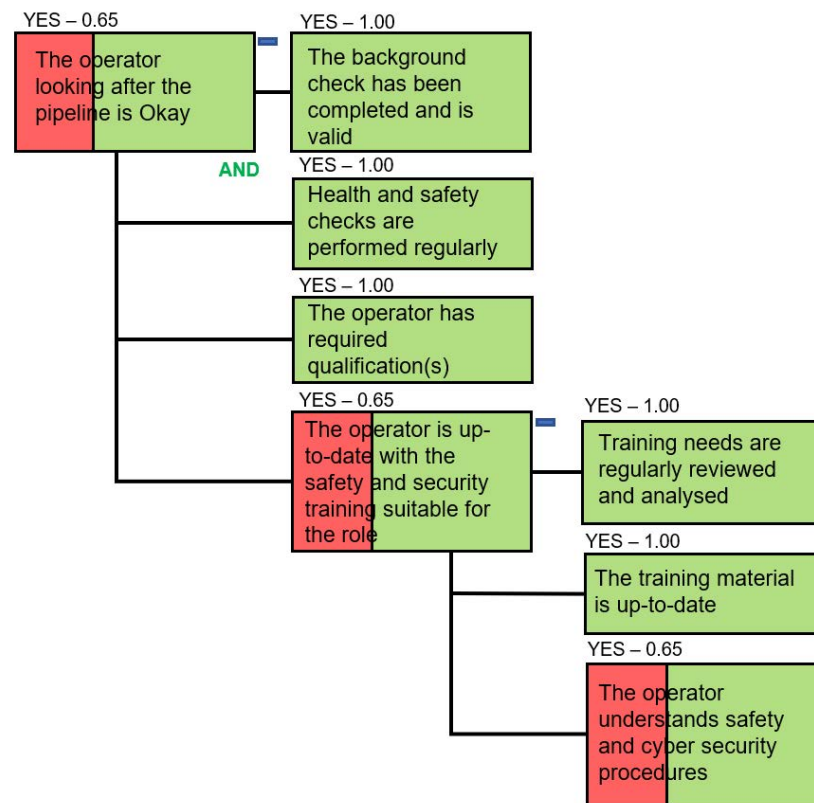 YES – 0.65
The operator
looking after the
pipeline is Okay
YES – 1.00
The background
check has been
completed and is
valid
AND
YES – 1.00
Health and safety
checks are
performed regularly
YES – 1.00
The operator has
required
qualification(s)
YES – 0.65
The operator is up-
to-date with the
safety and security
training suitable for
the role
YES – 1.00
Training needs are
regularly reviewed
and analysed
YES – 1.00
The training material
is up-to-date
YES – 0.65
The operator
understands safety
and cyber security
procedures